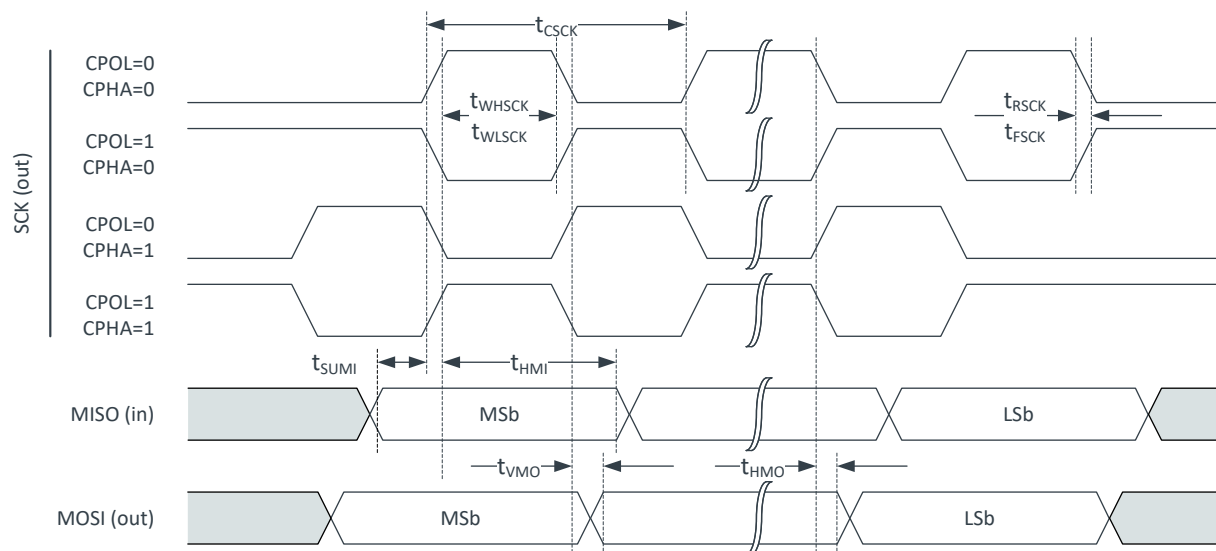 tCSCK
CPOL=0
CPHA=0
tWHSCK
tWLSCK
tRSCK
tFSCK
CPOL=1
CPHA=0
SCK (out)
CPOL=0
CPHA=1
CPOL=1
CPHA=1
tSUMI
tHMI
MISO (in)
MSb
LSb
tVMO
tHMO
MOSI (out)
MSb
LSb